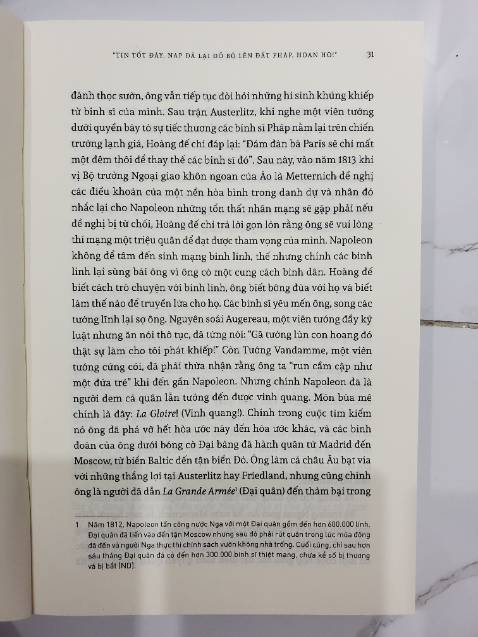 "TIN TỐT ĐÂY, NAP ĐÃ LẠI ĐỔ BỘ LÊN ĐẤT PHÁP, HOAN HÔ!" 31
đánh thọc sườn, ông vẫn tiếp tục đòi hỏi những hi sinh khủng khiếp
từ binh sĩ của mình. Sau trận Austerlitz, khi nghe một viên tướng
dưới quyền bày tỏ sự tiếc thương các binh sĩ Pháp nằm lại trên chiến
trường lạnh giá, Hoàng đế chỉ đáp lại: "Đám đàn bà Paris sẽ chỉ mất
một đêm thôi để thay thế các binh sĩ đó". Sau này, vào năm 1813 khi
vị Bộ trưởng Ngoại giao khôn ngoan của Áo là Metternich đề nghị
các điều khoản của một nền hòa bình trong danh dự và nhân đó
nhắc lại cho Napoleon những tổn thất nhân mạng sẽ gặp phải nếu
đề nghị bị từ chối, Hoàng đế chỉ trả lời gọn lỏn rằng ông sẽ vui lòng
thí mạng một triệu quân để đạt được tham vọng của mình. Napoleon
không để tâm đến sinh mạng binh lính, thế nhưng chính các binh
lính lại sùng bái ông vì ông có một cung cách bình dân. Hoàng đế
biết cách trò chuyện với binh lính, ông biết bông đùa với họ và biết
làm thế nào để truyền lửa cho họ. Các binh sĩ yêu mến ông, song các
tướng lĩnh lại sợ ông. Nguyên soái Augereau, một viên tướng đầy kỷ
luật nhưng ăn nói thô tục, đã từng nói: "Gã tướng lùn con hoang đó
thật sự làm cho tôi phát khiếp!" Còn Tướng Vandamme, một viên
tướng cứng cỏi, đã phải thừa nhận rằng ông ta "run cầm cập như
một đứa trẻ" khi đến gần Napoleon. Nhưng chính Napoleon đã là
người đem cả quân lẫn tướng đến được vinh quang. Món bùa mê
chính là đây: La Gloire! (Vinh quang!). Chính trong cuộc tìm kiếm
nó ông đã phá vỡ hết hòa ước này đến hòa ước khác, và các binh
đoàn của ông dưới bóng cờ Đại bàng đã hành quân từ Madrid đến
Moscow, từ biển Baltic đến tận biển Đỏ. Ông làm cả châu Âu bạt vía
với những thắng lợi tại Austerlitz hay Friedland, nhưng cũng chính
ông là người đã dẫn La Grande Armée¹ (Đại quân) đến thảm bại trong
1 Năm 1812, Napoleon tấn công nước Nga với một Đại quân gồm đến hơn 600.000 lính.
Đại quân đã tiến vào đến tận Moscow nhưng sau đó phải rút quân trong lúc mùa đông
đã đến và người Nga thực thi chính sách vườn không nhà trống. Cuối cùng, chỉ sau hơn
sáu tháng Đại quân đã có đến hơn 300.000 binh sĩ thiệt mạng, chưa kể số bị thương
và bị bắt (ND).